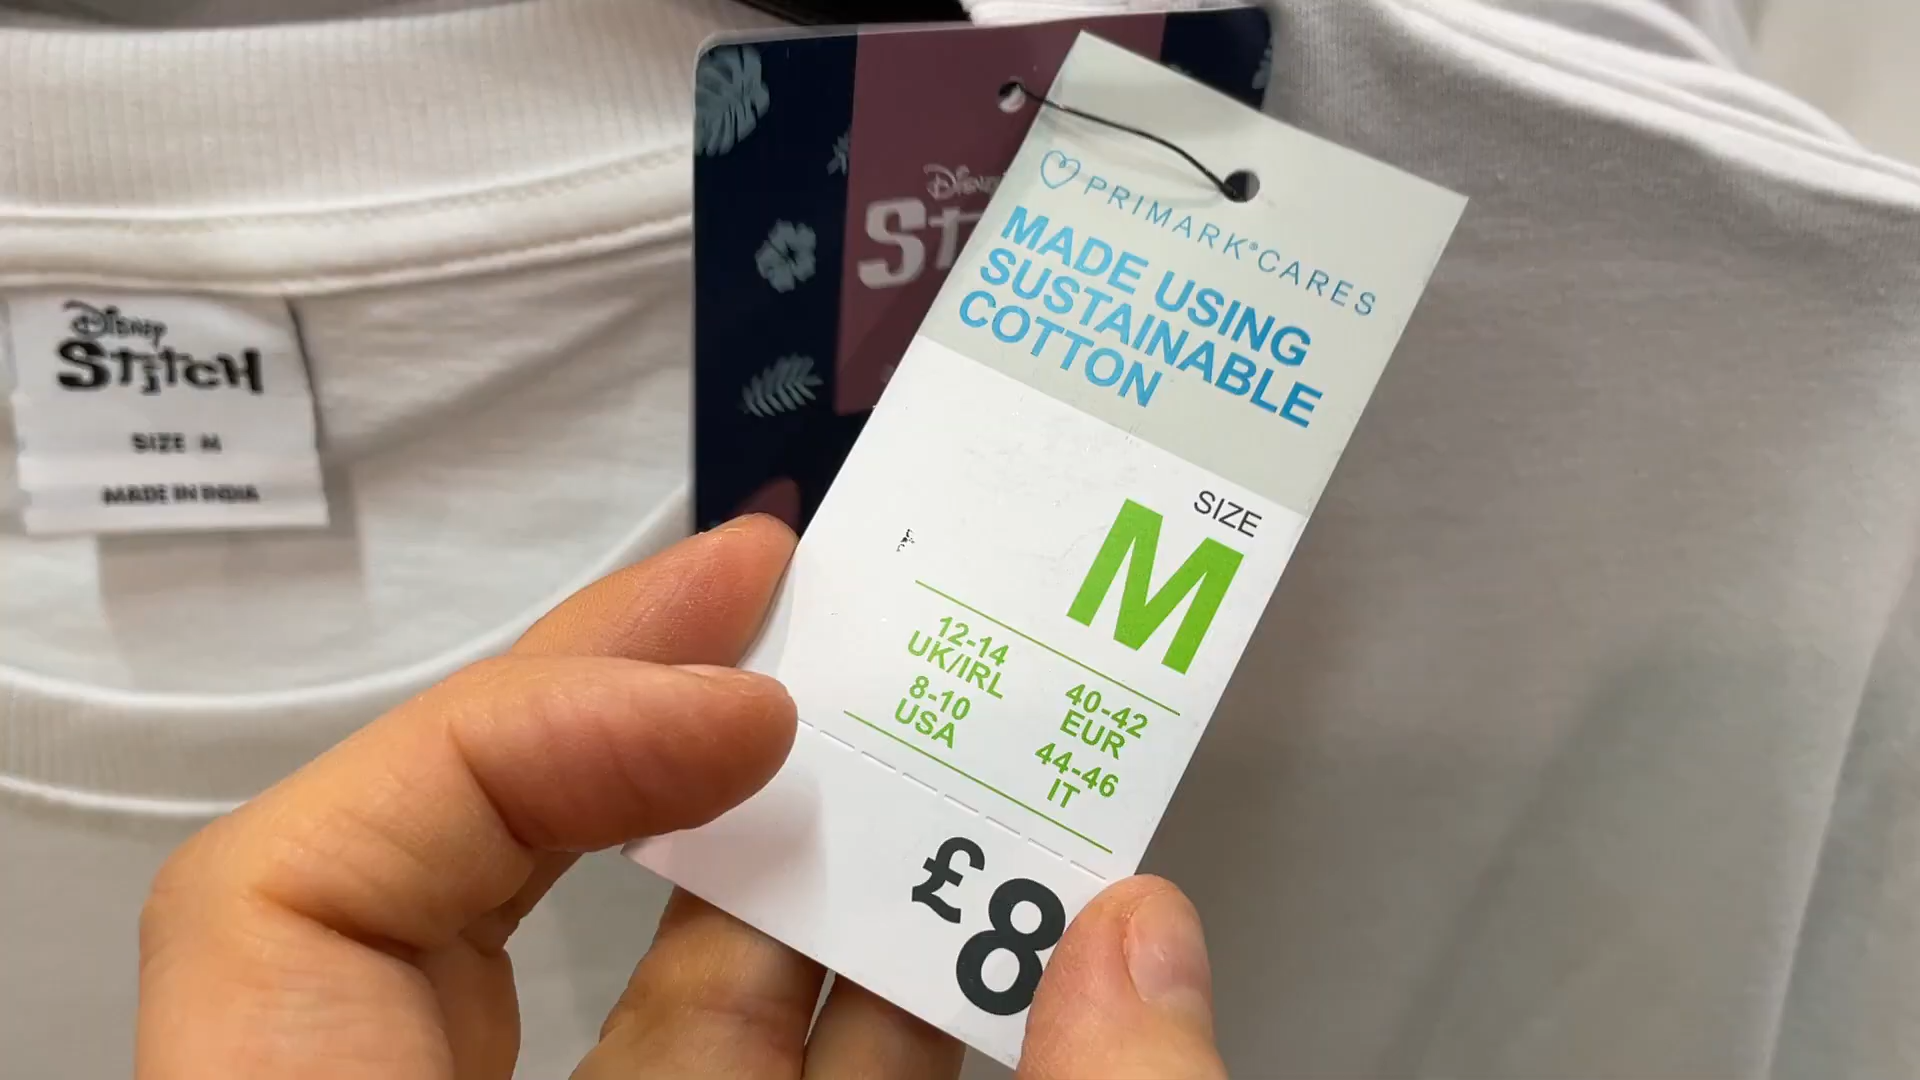 Disney
STITCH
SIZE M
MADE IN INDIA
Disney
PRIMARK® CARES
MADE USING
SUSTAINABLE
COTTON
SIZE
M
12-14
UK/IRL
8-10
USA
40-42
EUR
44-46
IT
£8